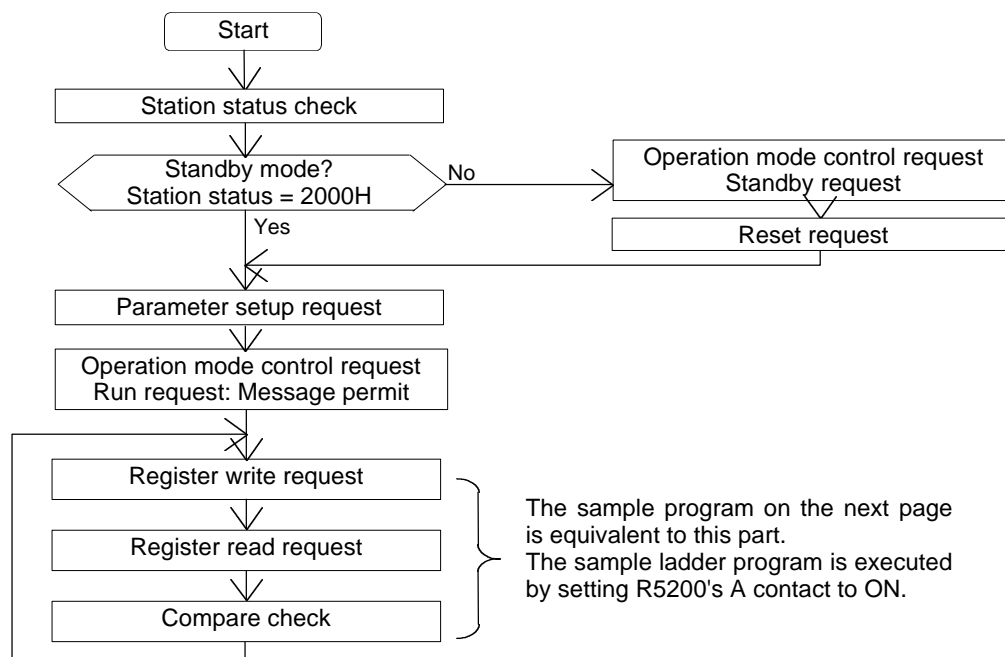 Start
Station status check
Standby mode?
Station status = 2000H
No
Yes
Operation mode control request
Standby request
Reset request
Parameter setup request
Operation mode control request
Run request: Message permit
Register write request
Register read request
Compare check
The sample program on the next page
is equivalent to this part.
The sample ladder program is executed
by setting R5200's A contact to ON.